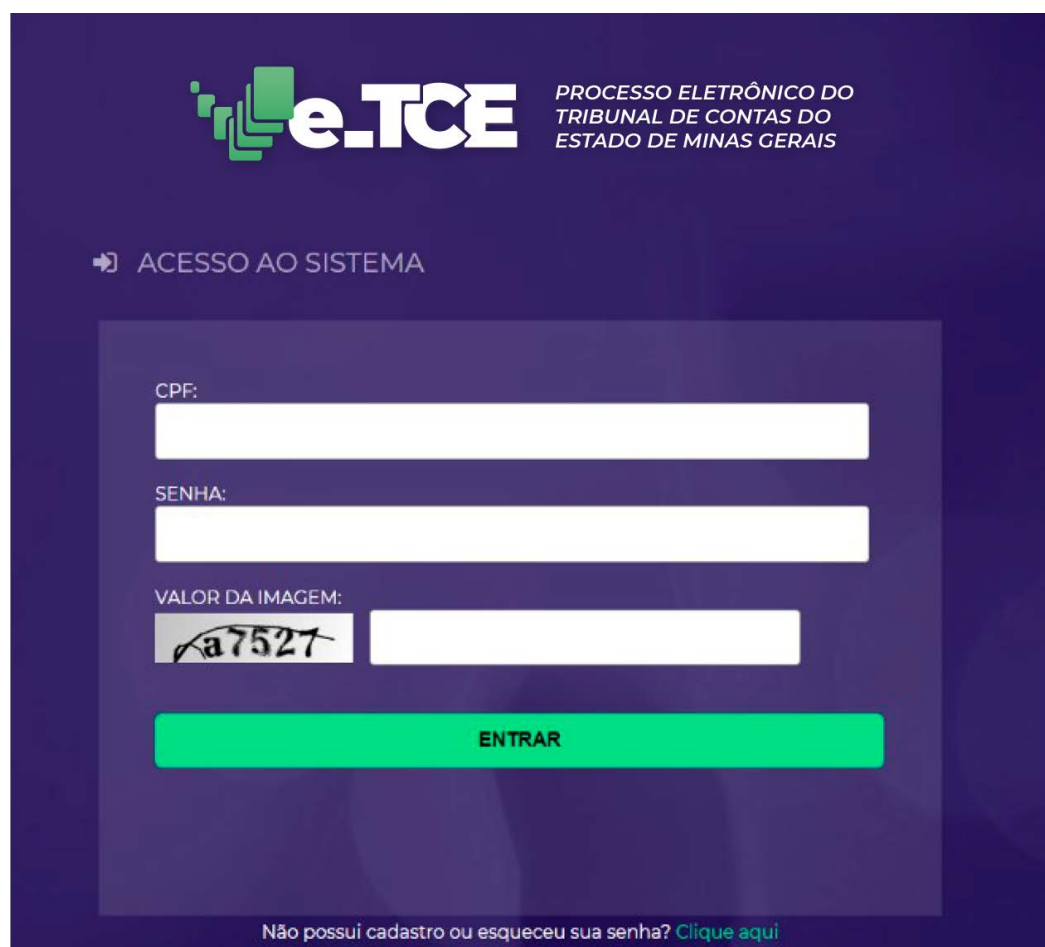 e.TCE
PROCESSO ELETRÔNICO DO
TRIBUNAL DE CONTAS DO
ESTADO DE MINAS GERAIS
ACESSO AO SISTEMA
CPF:
SENHA:
VALOR DA IMAGEM:
a7527
ENTRAR
Não possui cadastro ou esqueceu sua senha? Clique aqui